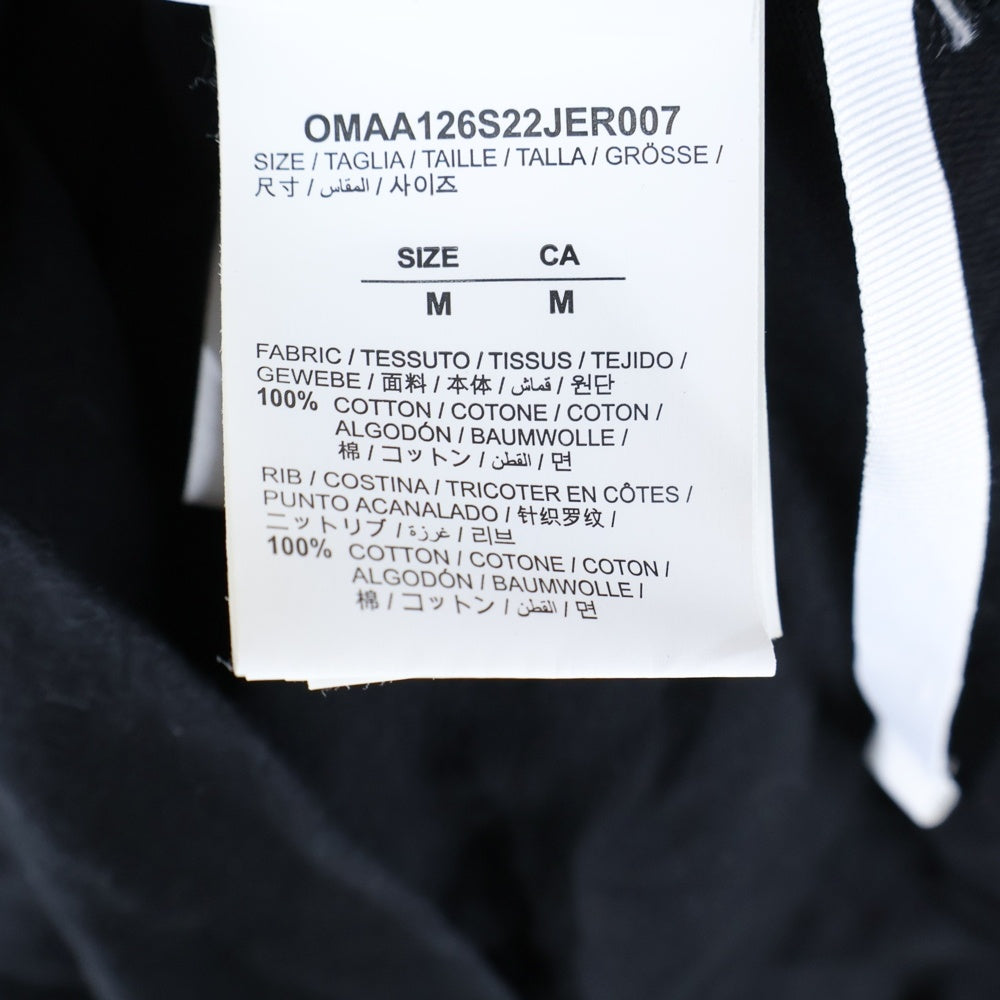 OMAA126S22JER007
SIZE / TAGLIA / TAILLE / TALLA / GRÖSSE /
尺寸 / المقاس / 사이즈
SIZE CA
M M
FABRIC / TESSUTO / TISSUS / TEJIDO /
GEWEBE / 面料 / 本体 / قماش / 원단
100% COTTON / COTONE / COTON /
ALGODÓN / BAUMWOLLE /
棉 / コットン / القطن / 면
RIB / COSTINA / TRICOTER EN CÔTES /
PUNTO ACANALADO / 针织罗纹 /
ニットリブ / غرزة / 리브
100% COTTON / COTONE / COTON /
ALGODÓN / BAUMWOLLE /
棉 / コットン / القطن / 면